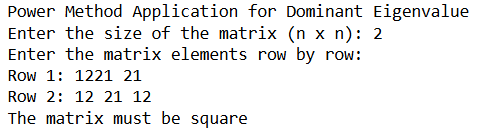 Power Method Application for Dominant Eigenvalue
Enter the size of the matrix (n x n): 2
Enter the matrix elements row by row:
Row 1: 1221 21
Row 2: 12 21 12
The matrix must be square